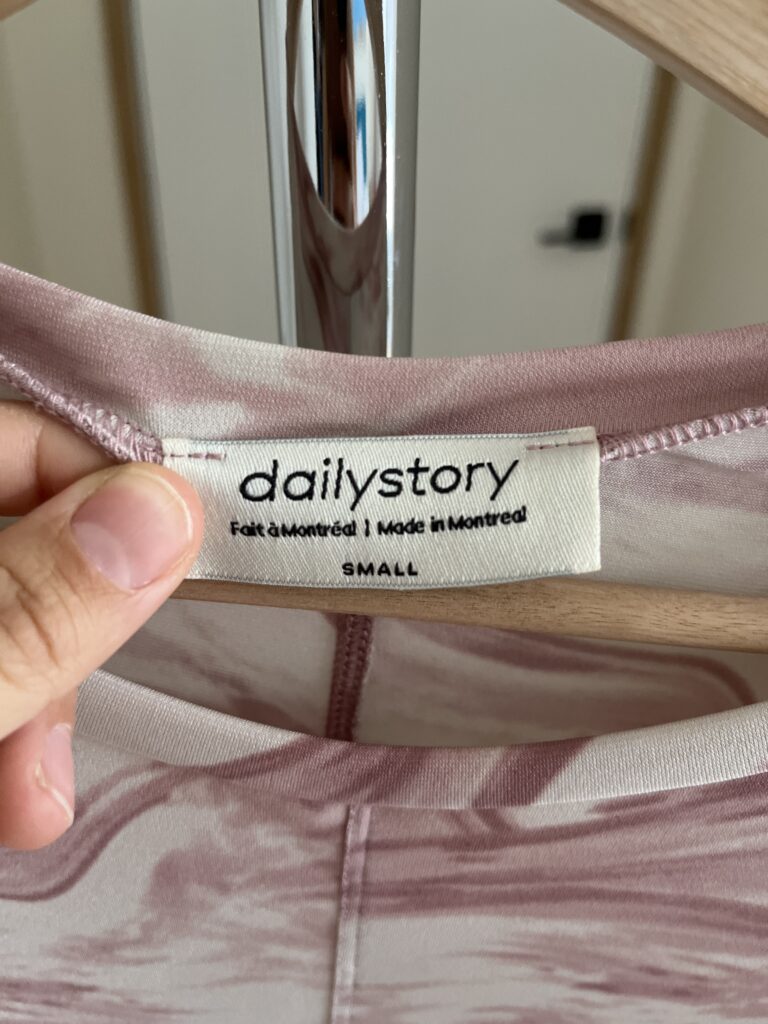 dailystory
Fait à Montréal | Made in Montreal
SMALL